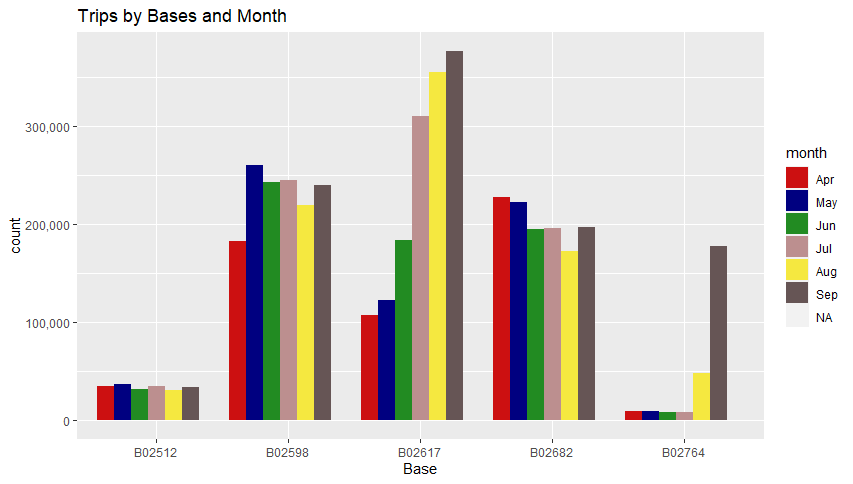 Trips by Bases and Month
count
300,000
200,000
100,000
0
B02512 B02598 B02617 B02682 B02764
Base
month
Apr
May
Jun
Jul
Aug
Sep
NA